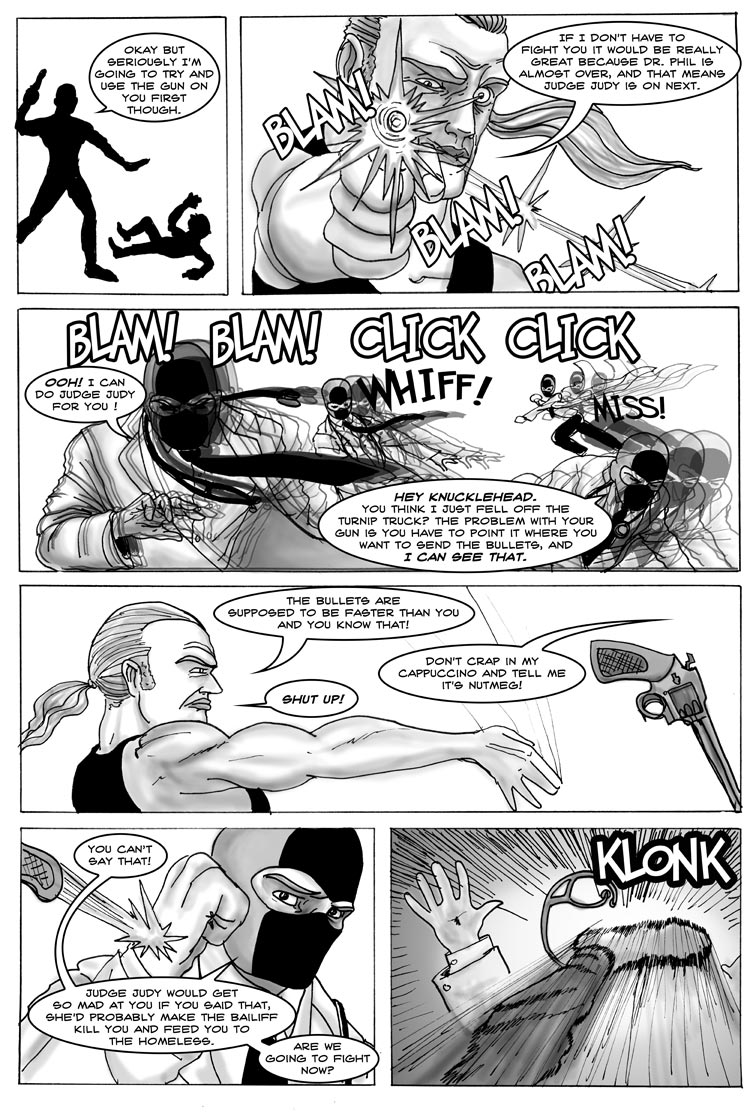 OKAY BUT
SERIOUSLY I'M
GOING TO TRY AND
USE THE GUN ON
YOU FIRST
THOUGH.
IF I DON'T HAVE TO
FIGHT YOU IT WOULD BE REALLY
GREAT BECAUSE DR. PHIL IS
ALMOST OVER, AND THAT MEANS
JUDGE JUDY IS ON NEXT.
BLAM!
BLAM!
BLAM!
BLAM! BLAM! CLICK CLICK
OOH! I CAN
DO JUDGE JUDY
FOR YOU !
WHIFF!
MISS!
HEY KNUCKLEHEAD.
YOU THINK I JUST FELL OFF THE
TURNIP TRUCK? THE PROBLEM WITH YOUR
GUN IS YOU HAVE TO POINT IT WHERE YOU
WANT TO SEND THE BULLETS, AND
I CAN SEE THAT.
THE BULLETS ARE
SUPPOSED TO BE FASTER THAN YOU
AND YOU KNOW THAT!
DON'T CRAP IN MY
CAPPUCCINO AND TELL ME
IT'S NUTMEG!
SHUT UP!
YOU CAN'T
SAY THAT!
JUDGE JUDY WOULD GET
SO MAD AT YOU IF YOU SAID THAT,
SHE'D PROBABLY MAKE THE BAILIFF
KILL YOU AND FEED YOU TO
THE HOMELESS.
ARE WE
GOING TO FIGHT
NOW?
KLONK